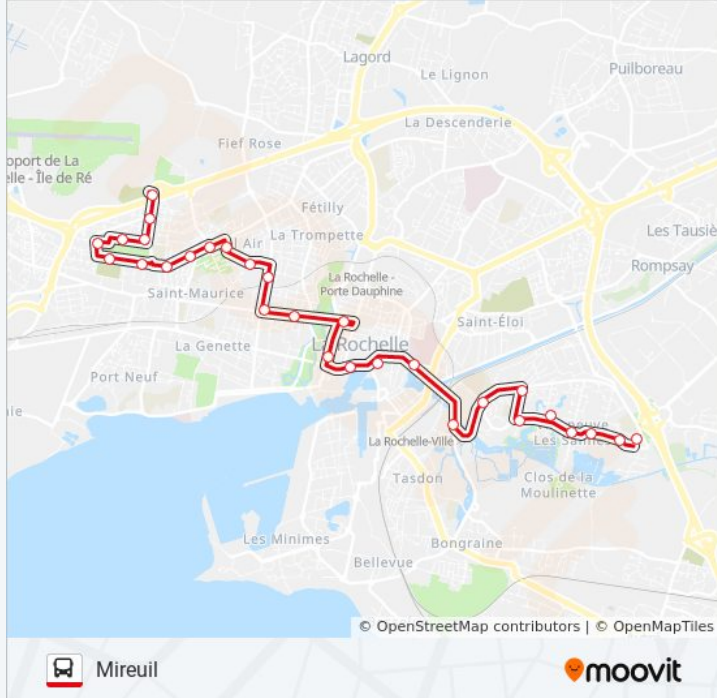 Lagord
Le Lignon
Puilboreau
La Descenderie
Fief Rose
oport de La
elle - Île de Ré
Fétilly
Les Tausiè
l Air
La Trompette
Rompsay
La Rochelle -
Porte Dauphine
Saint-Maurice
Saint-Éloi
La Genette
La Rochelle
Port Neuf
La Rochelle-Ville
Les Salines
Tasdon
Clos de la
Moulinette
Les Minimes
Bongraine
Bellevue
© OpenStreetMap contributors | © OpenMapTiles
Mireuil
moovit